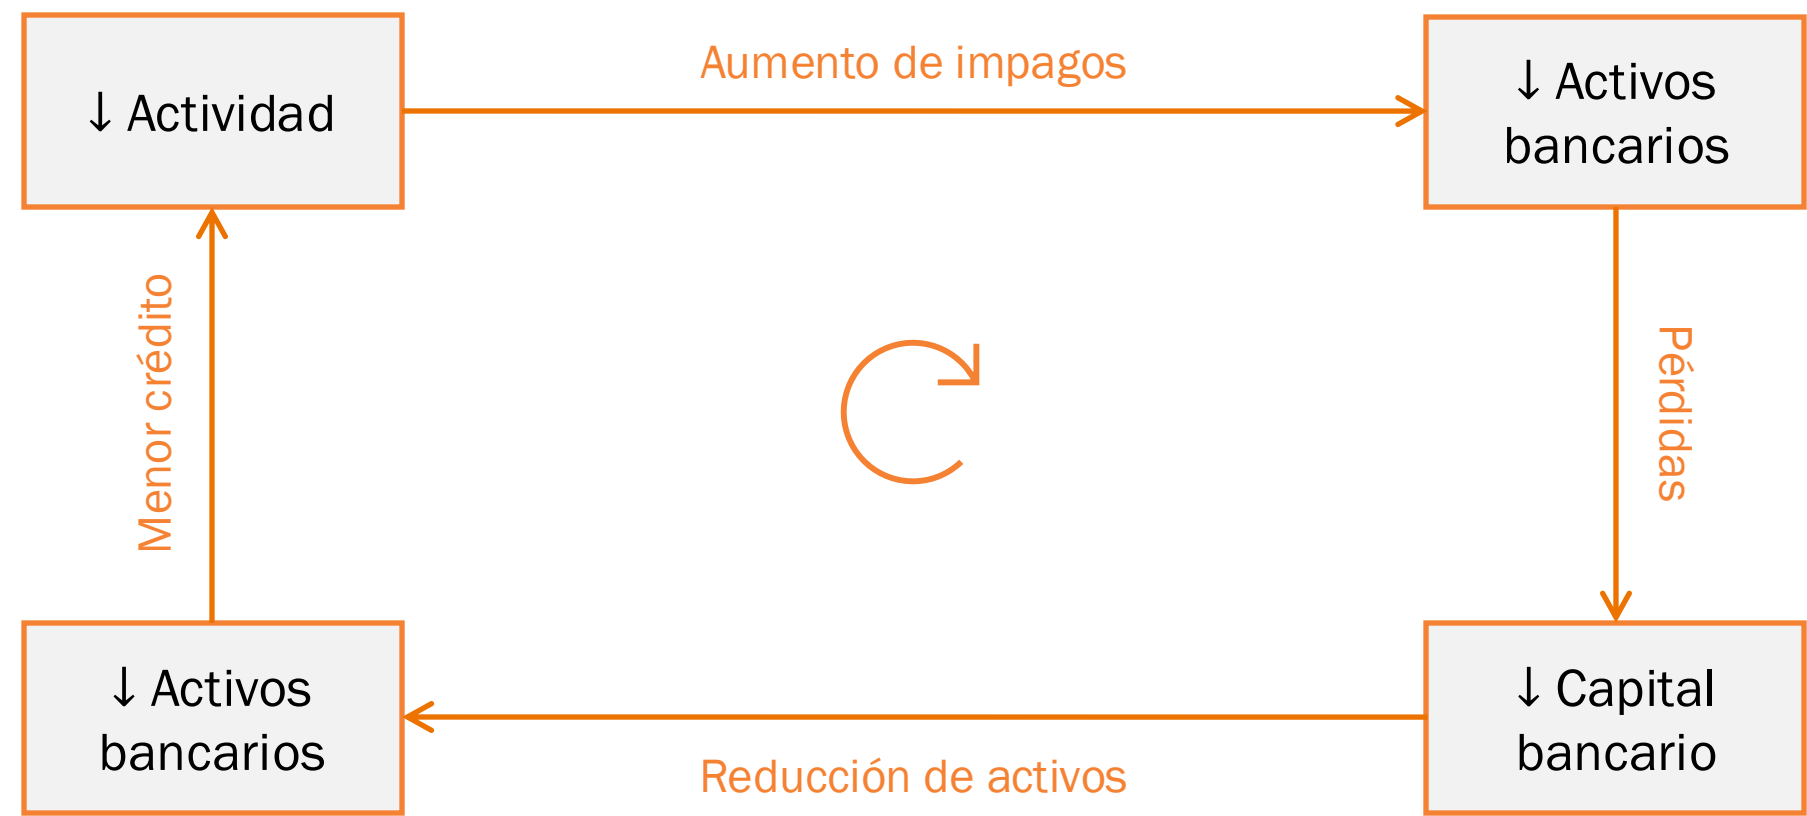 ↓ Actividad
Aumento de impagos
↓ Activos
bancarios
Pérdidas
↓ Capital
bancario
Reducción de activos
↓ Activos
bancarios
Menor crédito